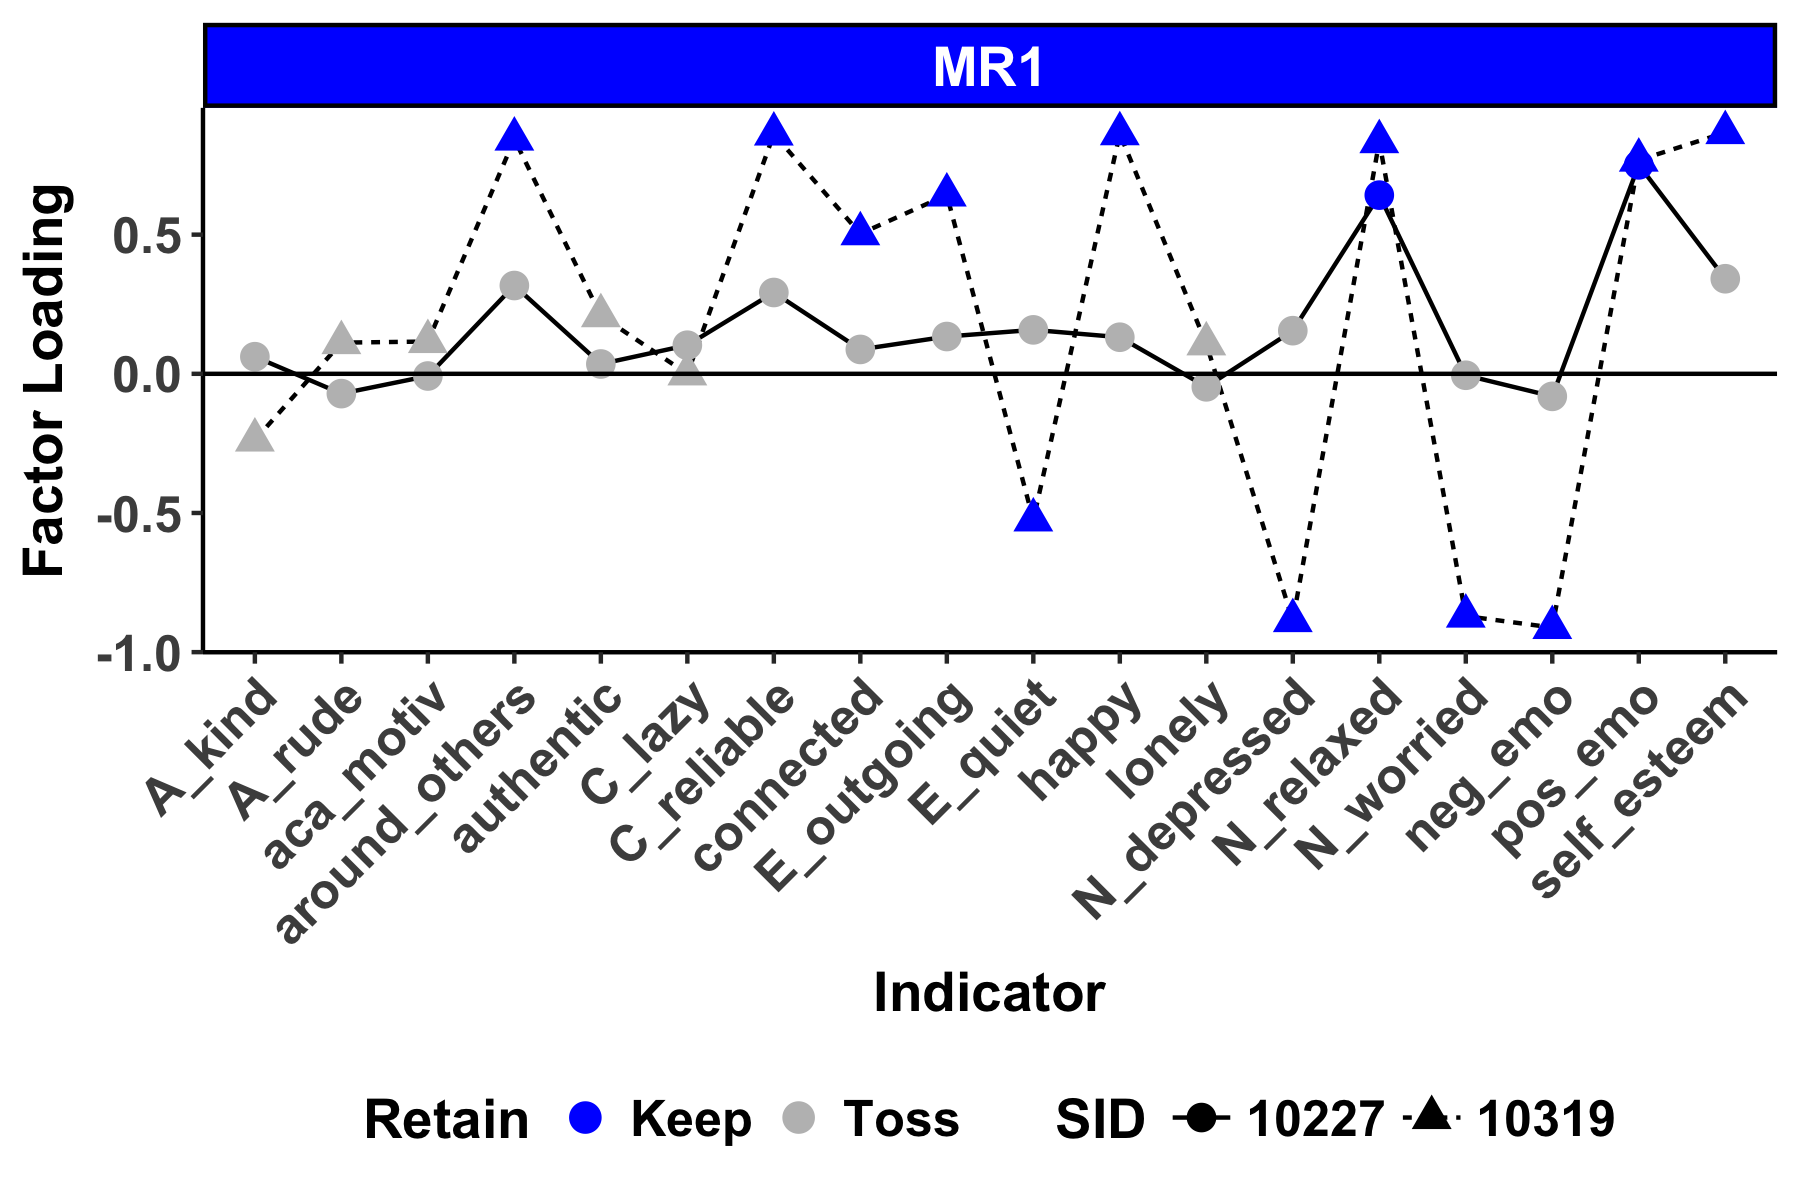 MR1
Factor Loading
0.5
0.0
-0.5
-1.0
A_kind
A_rude
aca_motiv
around_others
authentic
C_lazy
C_reliable
connected
E_outgoing
E_quiet
happy
lonely
N_depressed
N_relaxed
N_worried
neg_emo
pos_emo
self_esteem
Indicator
Retain Keep Toss SID 10227 10319